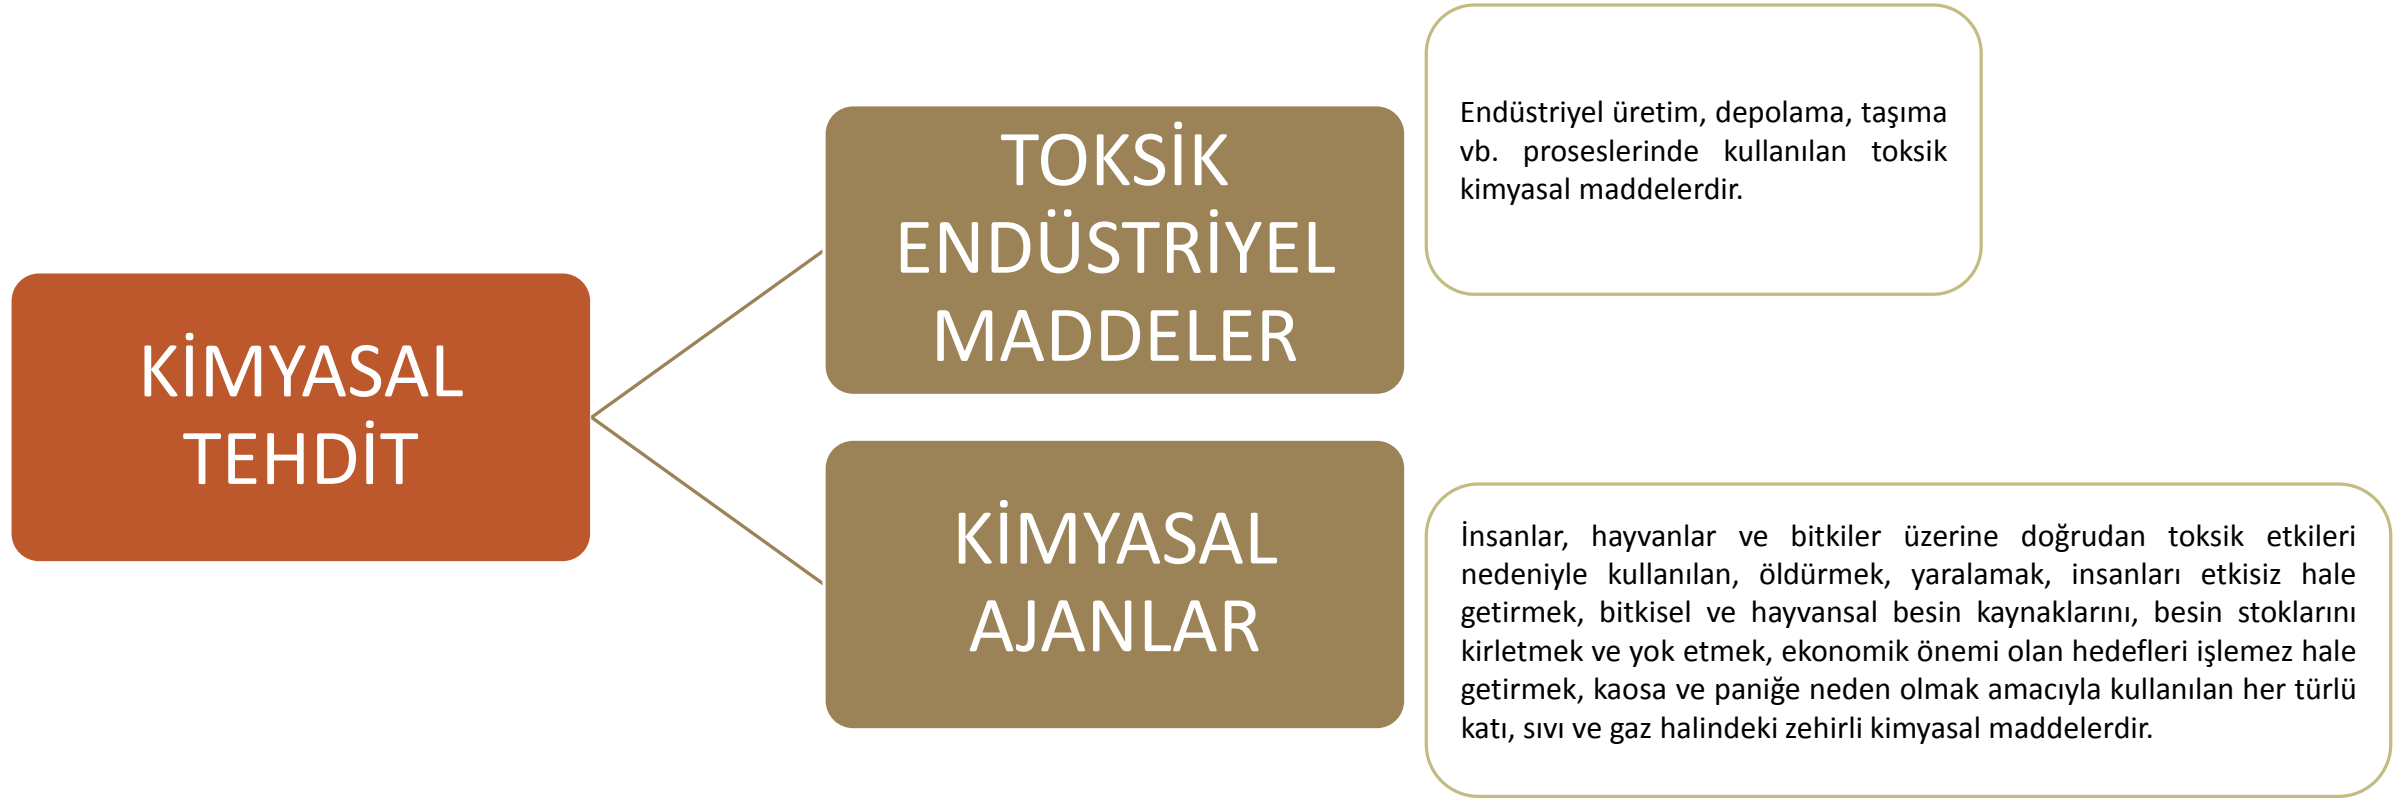 KİMYASAL
TEHDİT
TOKSİK
ENDÜSTRİYEL
MADDELER
Endüstriyel üretim, depolama, taşıma
vb. proseslerinde kullanılan toksik
kimyasal maddelerdir.
KİMYASAL
AJANLAR
İnsanlar, hayvanlar ve bitkiler üzerine doğrudan toksik etkileri
nedeniyle kullanılan, öldürmek, yaralamak, insanları etkisiz hale
getirmek, bitkisel ve hayvansal besin kaynaklarını, besin stoklarını
kirletmek ve yok etmek, ekonomik önemi olan hedefleri işlemez hale
getirmek, kaosa ve paniğe neden olmak amacıyla kullanılan her türlü
katı, sıvı ve gaz halindeki zehirli kimyasal maddelerdir.